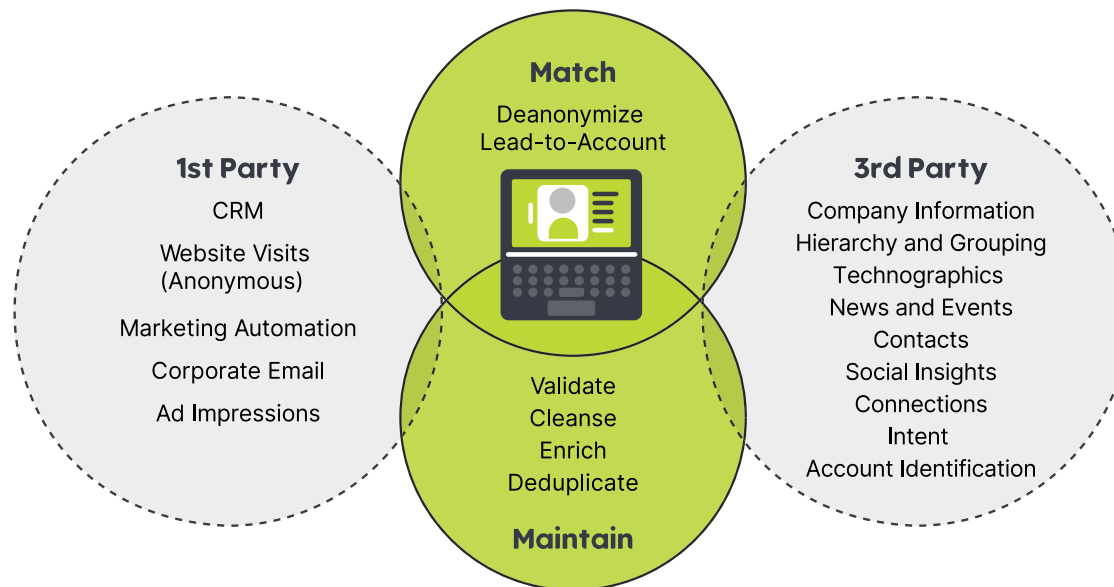 Match
Deanonymize
Lead-to-Account
1st Party
CRM
Website Visits
(Anonymous)
Marketing Automation
Corporate Email
Ad Impressions
3rd Party
Company Information
Hierarchy and Grouping
Technographics
News and Events
Contacts
Social Insights
Connections
Intent
Account Identification
Validate
Cleanse
Enrich
Deduplicate
Maintain